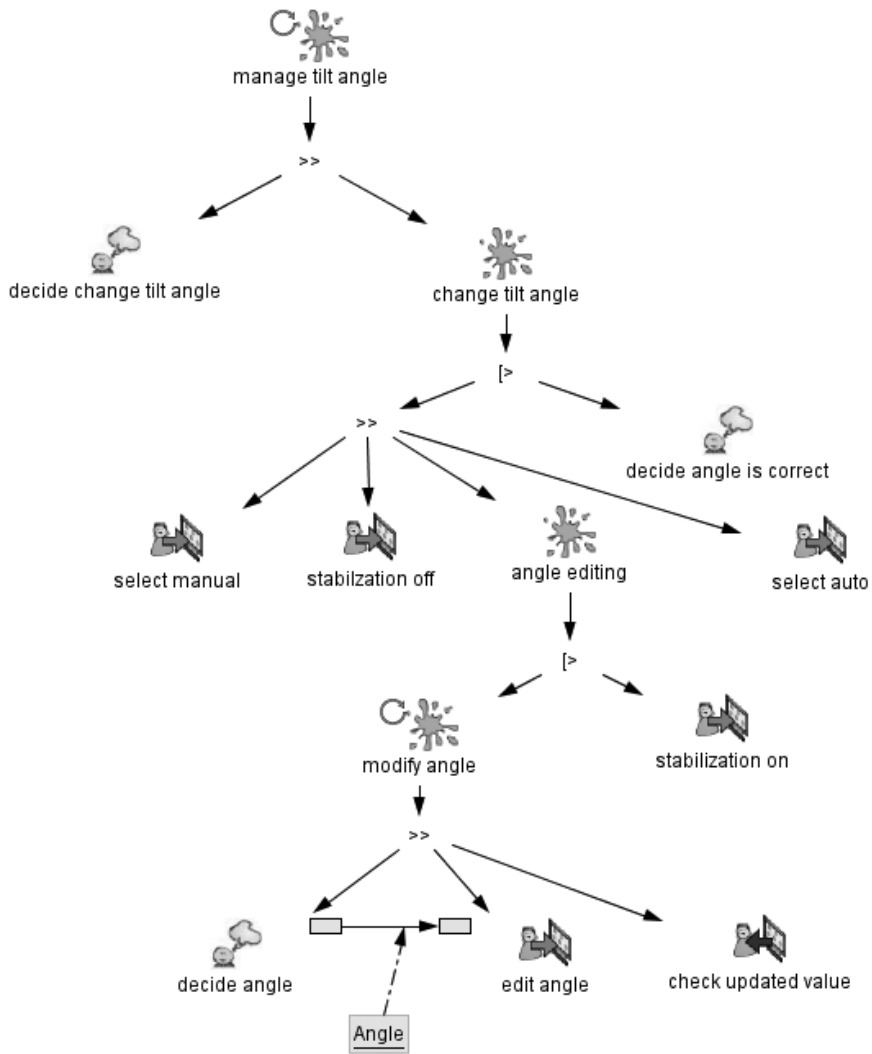 manage tilt angle
>>
decide change tilt angle
change tilt angle
[>
>>
decide angle is correct
select manual
stabilzation off
angle editing
select auto
[>
modify angle
stabilization on
>>
decide angle
edit angle
check updated value
Angle